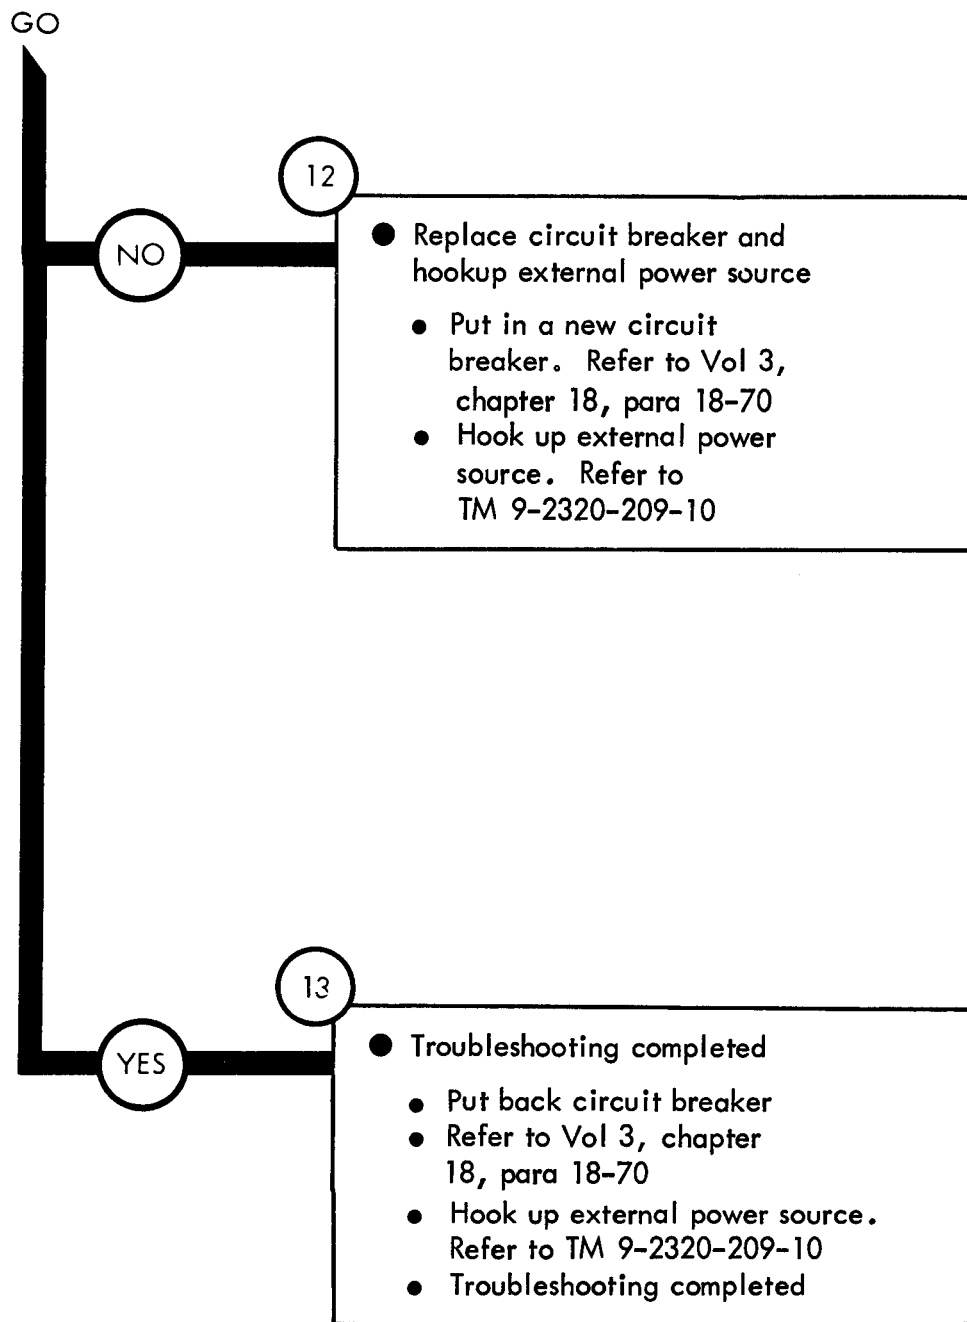 GO
12
NO
● Replace circuit breaker and
hookup external power source
● Put in a new circuit
breaker. Refer to Vol 3,
chapter 18, para 18-70
● Hook up external power
source. Refer to
TM 9-2320-209-10
13
YES
● Troubleshooting completed
● Put back circuit breaker
● Refer to Vol 3, chapter
18, para 18-70
● Hook up external power source.
Refer to TM 9-2320-209-10
● Troubleshooting completed